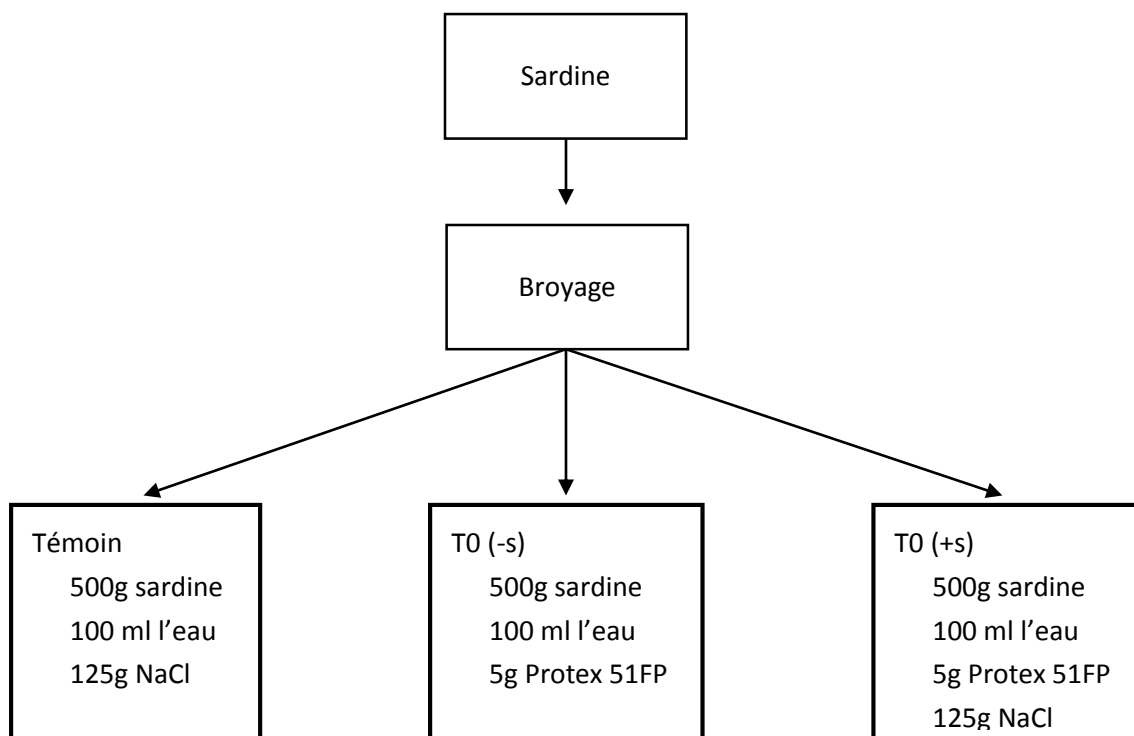 Sardine
Broyage
Témoin
500g sardine
100 ml l’eau
125g NaCl
T0 (-s)
500g sardine
100 ml l’eau
5g Protex 51FP
T0 (+s)
500g sardine
100 ml l’eau
5g Protex 51FP
125g NaCl